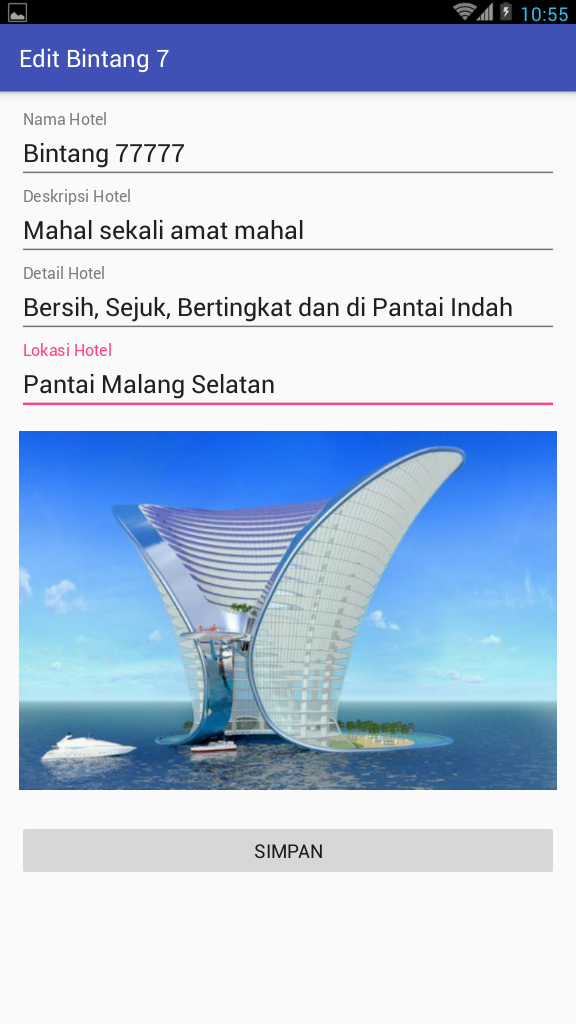 10:55
Edit Bintang 7
Nama Hotel
Bintang 77777
Deskripsi Hotel
Mahal sekali amat mahal
Detail Hotel
Bersih, Sejuk, Bertingkat dan di Pantai Indah
Lokasi Hotel
Pantai Malang Selatan
SIMPAN